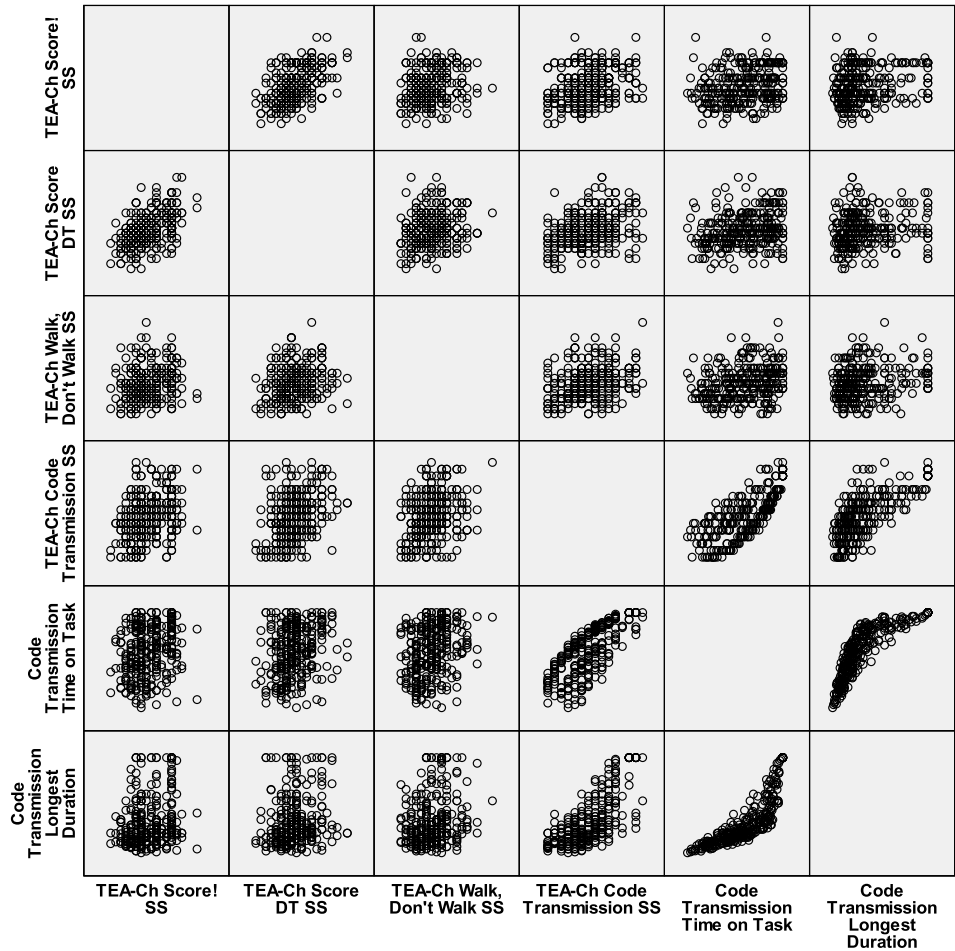 TEA-Ch Score!
SS
TEA-Ch Score
DT SS
TEA-Ch Walk,
Don't Walk SS
TEA-Ch Code
Transmission SS
Code
Transmission
Time on Task
Code
Transmission
Longest
Duration
TEA-Ch Score!
SS
TEA-Ch Score
DT SS
TEA-Ch Walk,
Don't Walk SS
TEA-Ch Code
Transmission SS
Code
Transmission
Time on Task
Code
Transmission
Longest
Duration